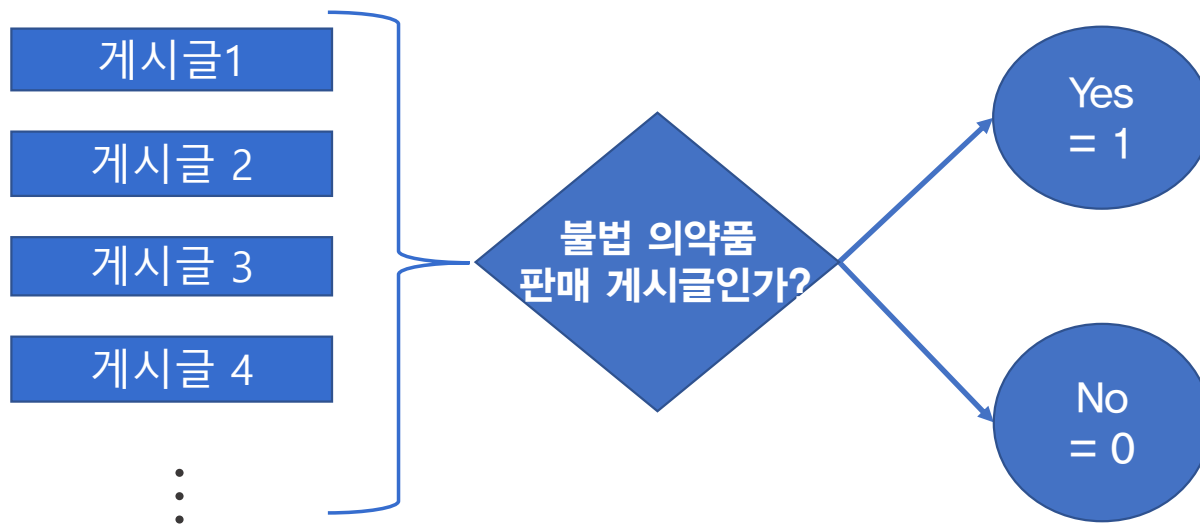 게시글1
게시글 2
게시글 3
게시글 4
불법 의약품
판매 게시글인가?
Yes
= 1
No
= 0